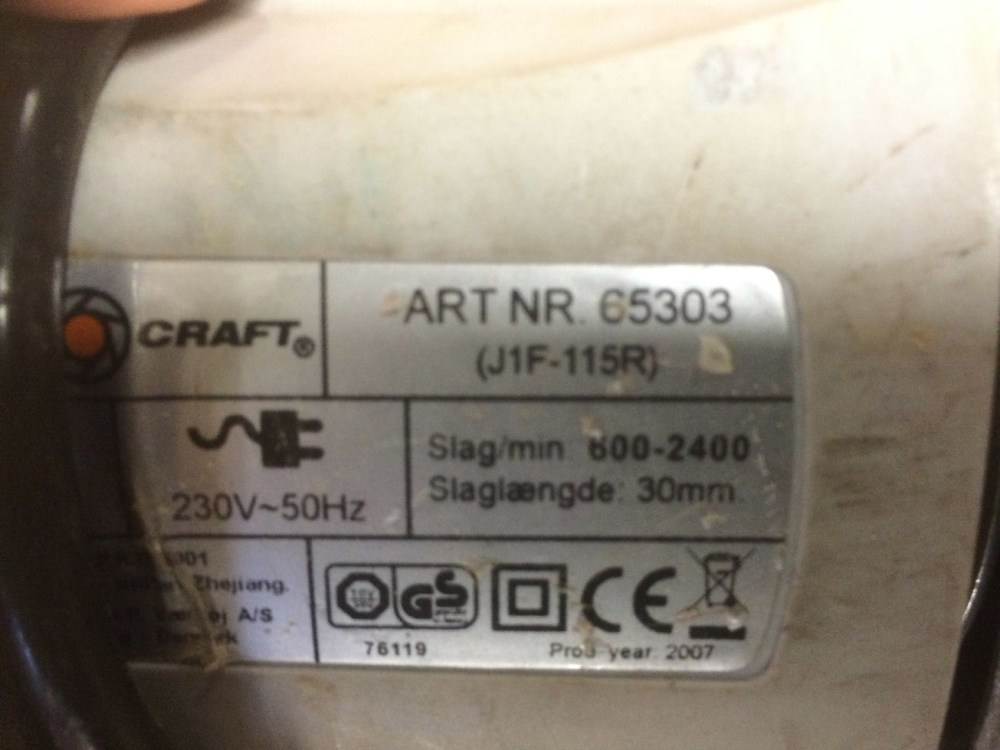 CRAFT®
ART NR. 65303
(J1F-115R)
230V~50Hz
Slag/min 600-2400
Slaglængde: 30mm.
Zhejiang.
A/S
GS
CE
76119
year 2007